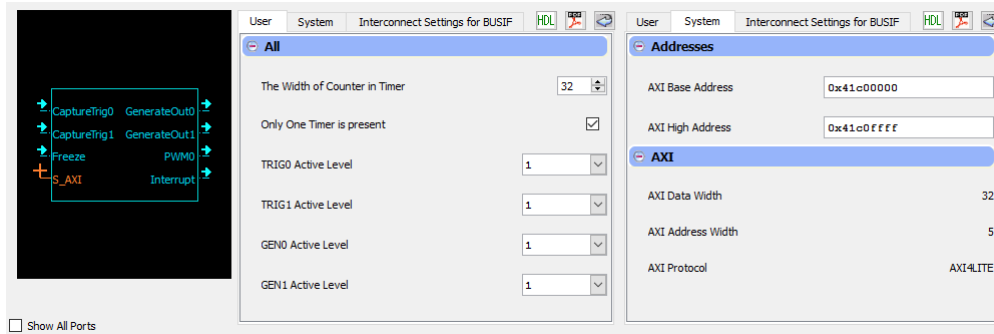 CaptureTrig0 GenerateOut0
CaptureTrig1 GenerateOut1
Freeze PWM0
S_AXI Interrupt
Show All Ports
User System Interconnect Settings for BUSIF HDL PDF
All
The Width of Counter in Timer 32
Only One Timer is present
TRIG0 Active Level 1
TRIG1 Active Level 1
GEN0 Active Level 1
GEN1 Active Level 1
User System Interconnect Settings for BUSIF HDL PDF
Addresses
AXI Base Address 0x41c00000
AXI High Address 0x41c0ffff
AXI
AXI Data Width 32
AXI Address Width 5
AXI Protocol AXI4LITE